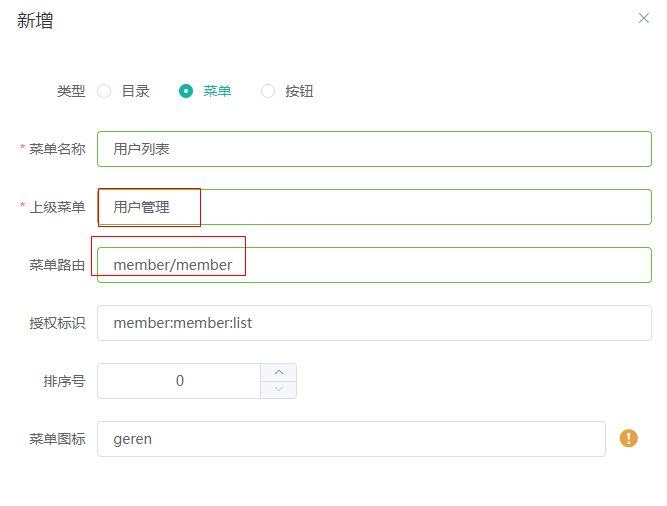 新增
类型 目录 菜单 按钮
* 菜单名称 用户列表
* 上级菜单 用户管理
菜单路由 member/member
授权标识 member:member:list
排序号 0
菜单图标 geren